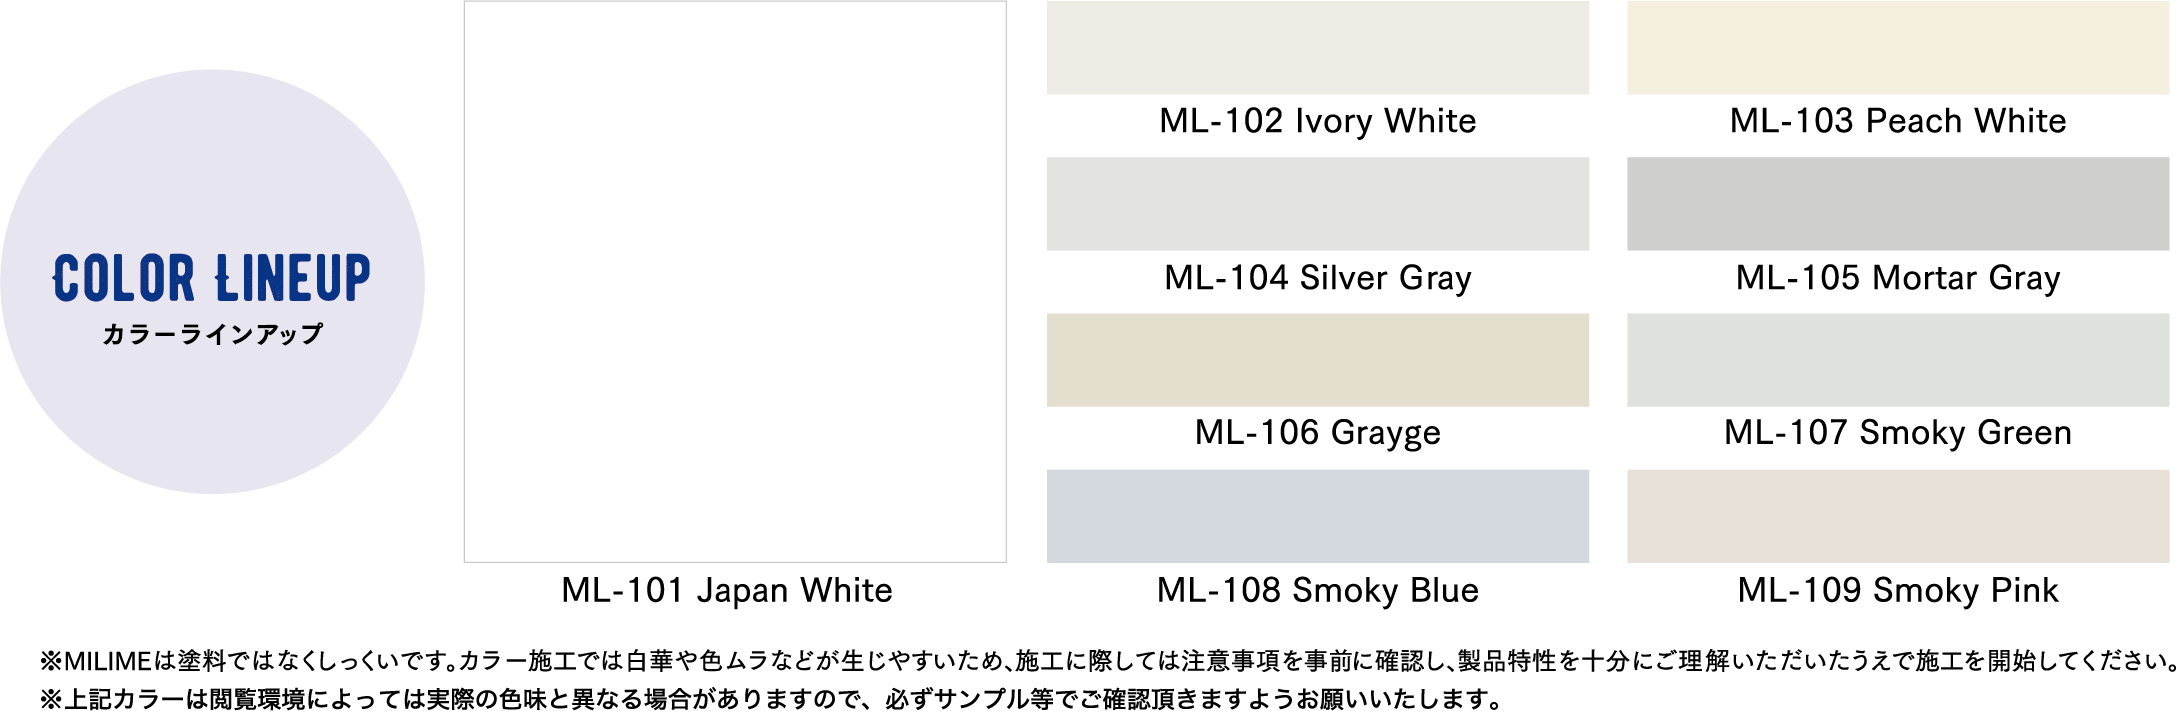 COLOR LINEUP
カラーラインアップ
ML-101 Japan White
ML-102 Ivory White
ML-103 Peach White
ML-104 Silver Gray
ML-105 Mortar Gray
ML-106 Grayge
ML-107 Smoky Green
ML-108 Smoky Blue
ML-109 Smoky Pink
※MILIMEは塗料ではなくしっくいです。カラー施工では白華や色ムラなどが生じやすいため、施工に際しては注意事項を事前に確認し、製品特性を十分にご理解いただいたうえで施工を開始してください。
※上記カラーは閲覧環境によっては実際の色味と異なる場合がありますので、必ずサンプル等でご確認頂きますようお願いいたします。